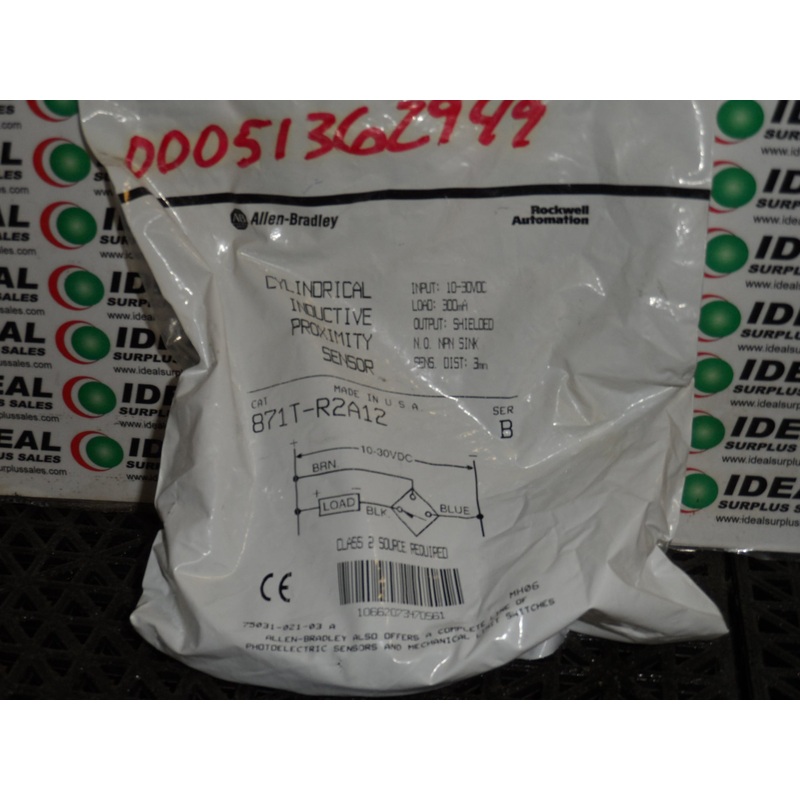 00051362949
Allen-Bradley
Rockwell
Automation
CYLINDRICAL
INDUCTIVE
PROXIMITY
SENSOR
INPUT: 10-30VDC
LOAD: 300mA
OUTPUT: SHIELDED
N.O. NPN SINK
SENS. DIST: 3mm
MADE IN U.S.A.
CAT
871T-R2A12
SER
B
+ 10-30VDC −
BRN
+ −
LOAD
BLK
BLUE
CLASS 2 SOURCE REQUIRED
CE
MH06
75031-021-03 A
ALLEN-BRADLEY ALSO OFFERS A COMPLETE LINE OF
PHOTOELECTRIC SENSORS AND MECHANICAL LIMIT SWITCHES
IDEAL
SURPLUS SALES
www.idealsurplussales.com